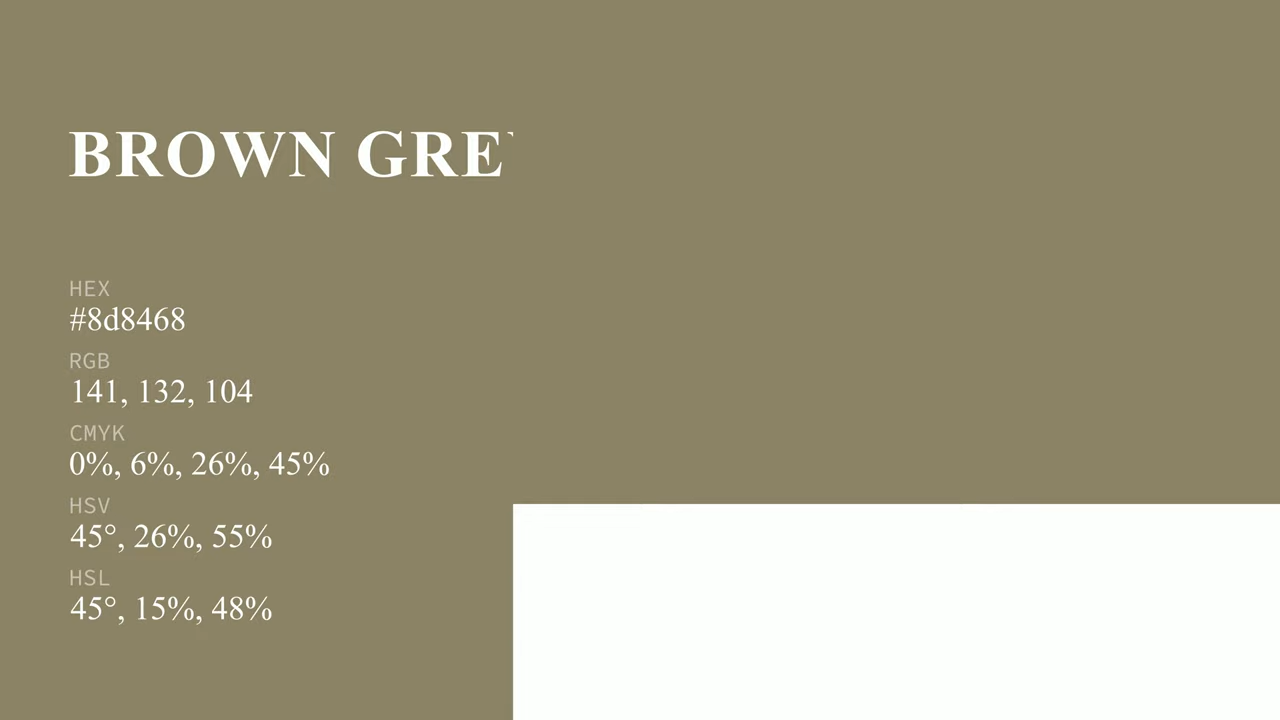 BROWN GRE
HEX
#8d8468
RGB
141, 132, 104
CMYK
0%, 6%, 26%, 45%
HSV
45°, 26%, 55%
HSL
45°, 15%, 48%